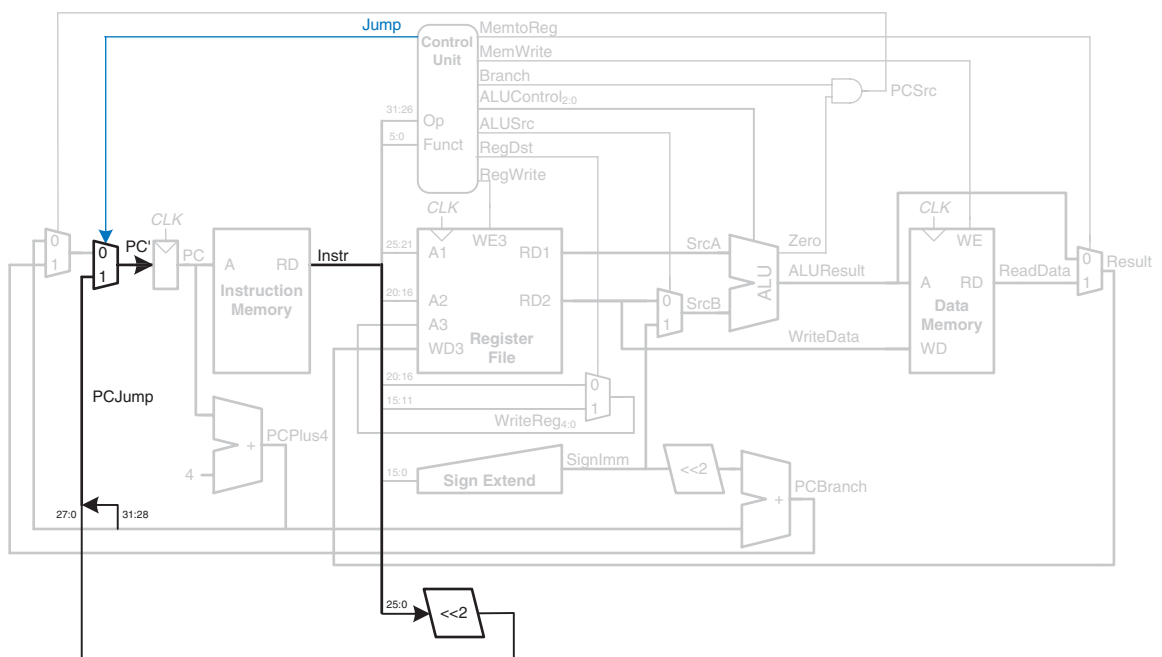 Jump
MemtoReg
Control
Unit
MemWrite
Branch
PCSrc
ALUControl2:0
31:26
Op
ALUSrc
5:0
Funct
RegDst
RegWrite
CLK
CLK
CLK
0
1
0
1
PC'
PC
A
RD
Instruction
Memory
Instr
25:21
A1
WE3
RD1
SrcA
Zero
WE
0
1
Result
20:16
A2
RD2
0
1
SrcB
ALU
ALUResult
A
RD
ReadData
Data
Memory
A3
WD3
Register
File
WriteData
WD
PCJump
20:16
0
15:11
1
WriteReg4:0
PCPlus4
+
4
SignImm
15:0
Sign Extend
<<2
+
PCBranch
27:0
31:28
25:0
<<2